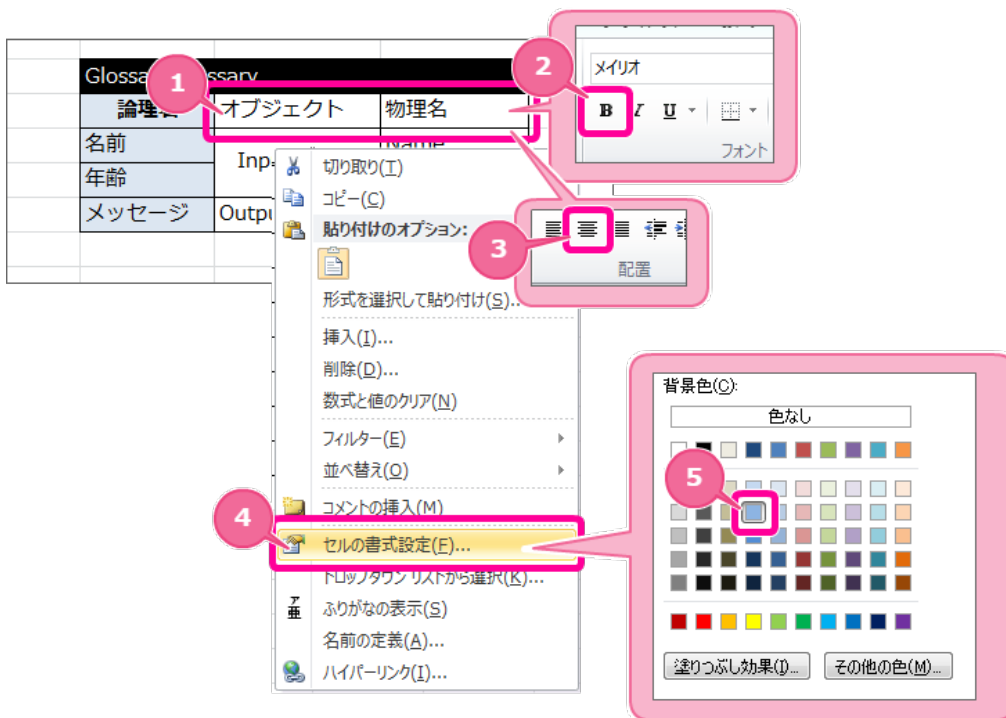 Glossa
ssary
1
論理
オブジェクト
物理名
名前
年齢
メッセージ
2
メイリオ
B
U
フォント
3
配置
切り取り(T)
コピー(C)
貼り付けのオプション:
形式を選択して貼り付け(S)...
挿入(I)...
削除(D)...
数式と値のクリア(N)
フィルター(E)
並べ替え(O)
コメントの挿入(M)
4
セルの書式設定(F)...
ドロップダウン リストから選択(K)...
ふりがなの表示(S)
名前の定義(A)...
ハイパーリンク(I)...
ア
亜
背景色(C):
色なし
5
塗りつぶし効果(I)...
その他の色(M)...